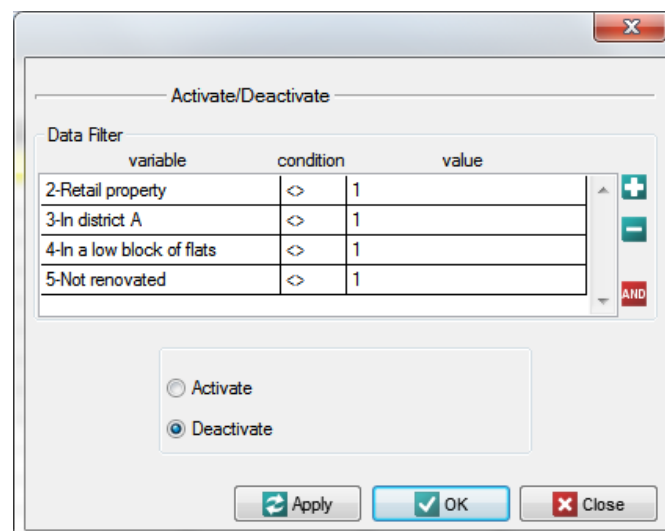 Activate/Deactivate
Data Filter
variable condition value
2-Retail property <> 1
3-In district A <> 1
4-In a low block of flats <> 1
5-Not renovated <> 1
AND
Activate
Deactivate
Apply OK Close